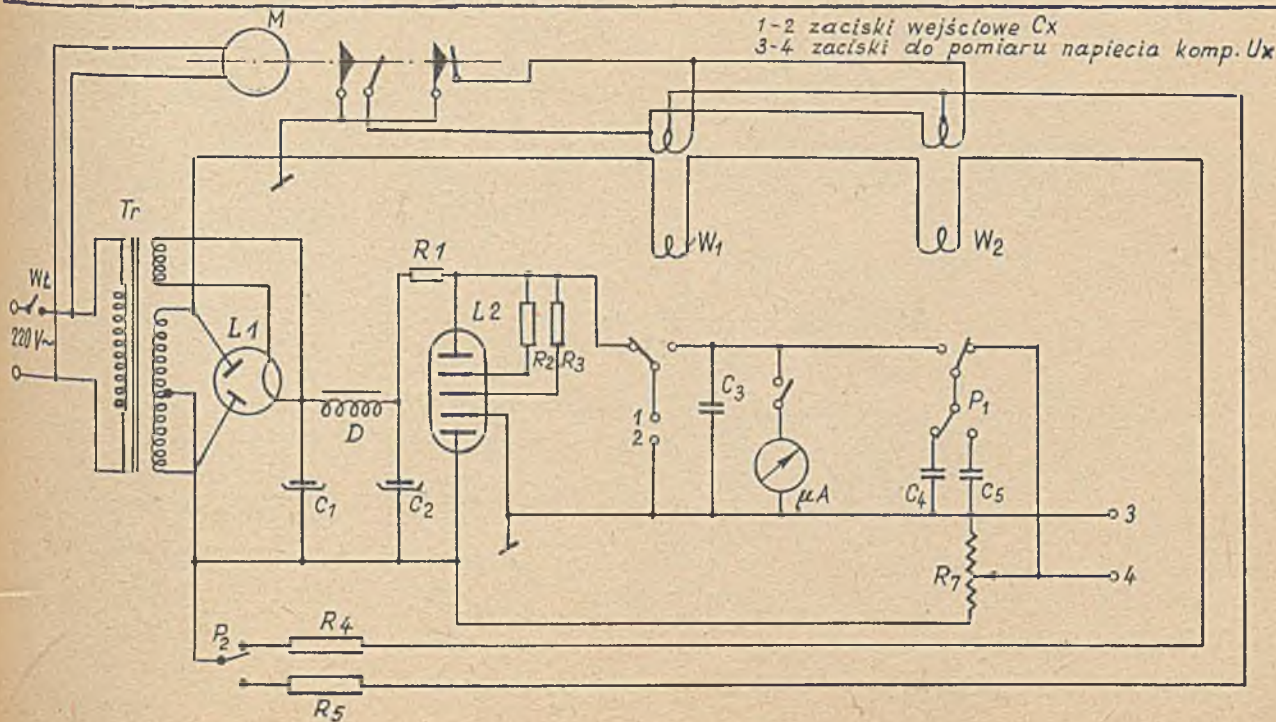 M
1-2 zaciski wejściowe Cx
3-4 zaciski do pomiaru napięcia komp. Ux
Tr
Wł
220 V~
L1
R1
L2
R2
R3
W1
W2
D
C1
C2
1
2
C3
µA
P1
C4
C5
3
4
R7
P2
R4
R5